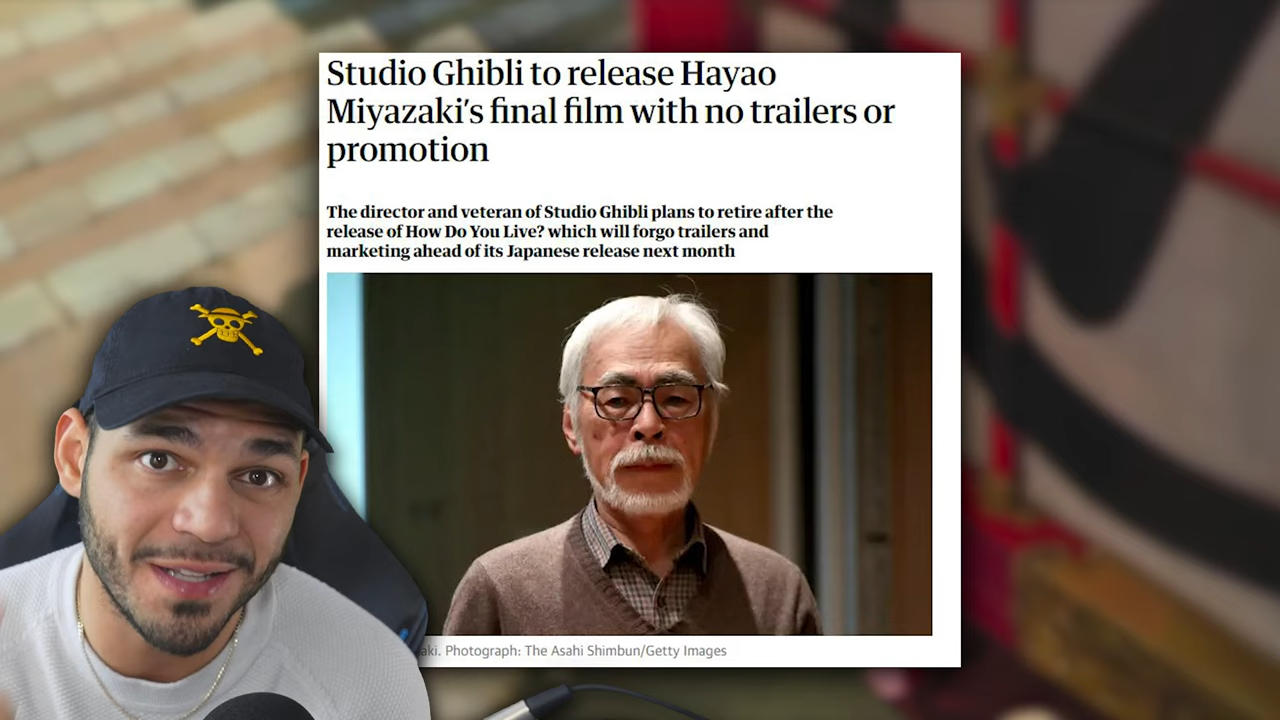 Studio Ghibli to release Hayao
Miyazaki's final film with no trailers or
promotion
The director and veteran of Studio Ghibli plans to retire after the
release of How Do You Live? which will forgo trailers and
marketing ahead of its Japanese release next month
aki. Photograph: The Asahi Shimbun/Getty Images